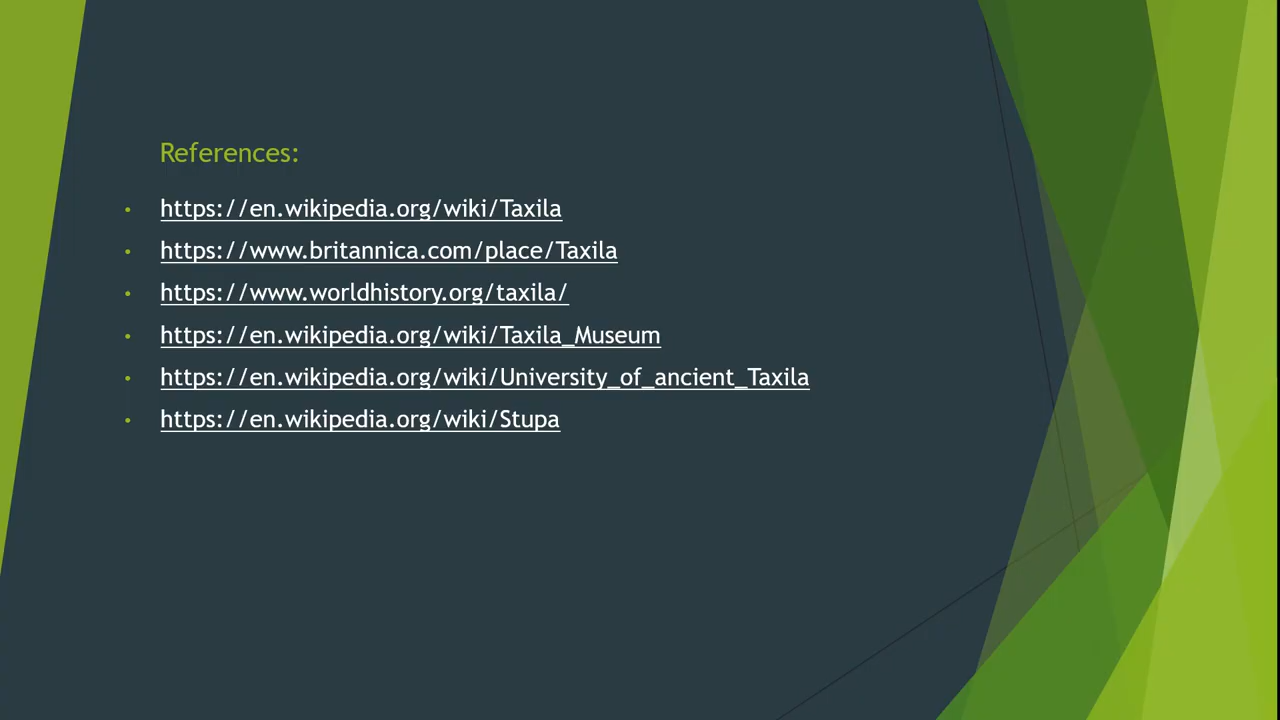 References:
• https://en.wikipedia.org/wiki/Taxila
• https://www.britannica.com/place/Taxila
• https://www.worldhistory.org/taxila/
• https://en.wikipedia.org/wiki/Taxila_Museum
• https://en.wikipedia.org/wiki/University_of_ancient_Taxila
• https://en.wikipedia.org/wiki/Stupa